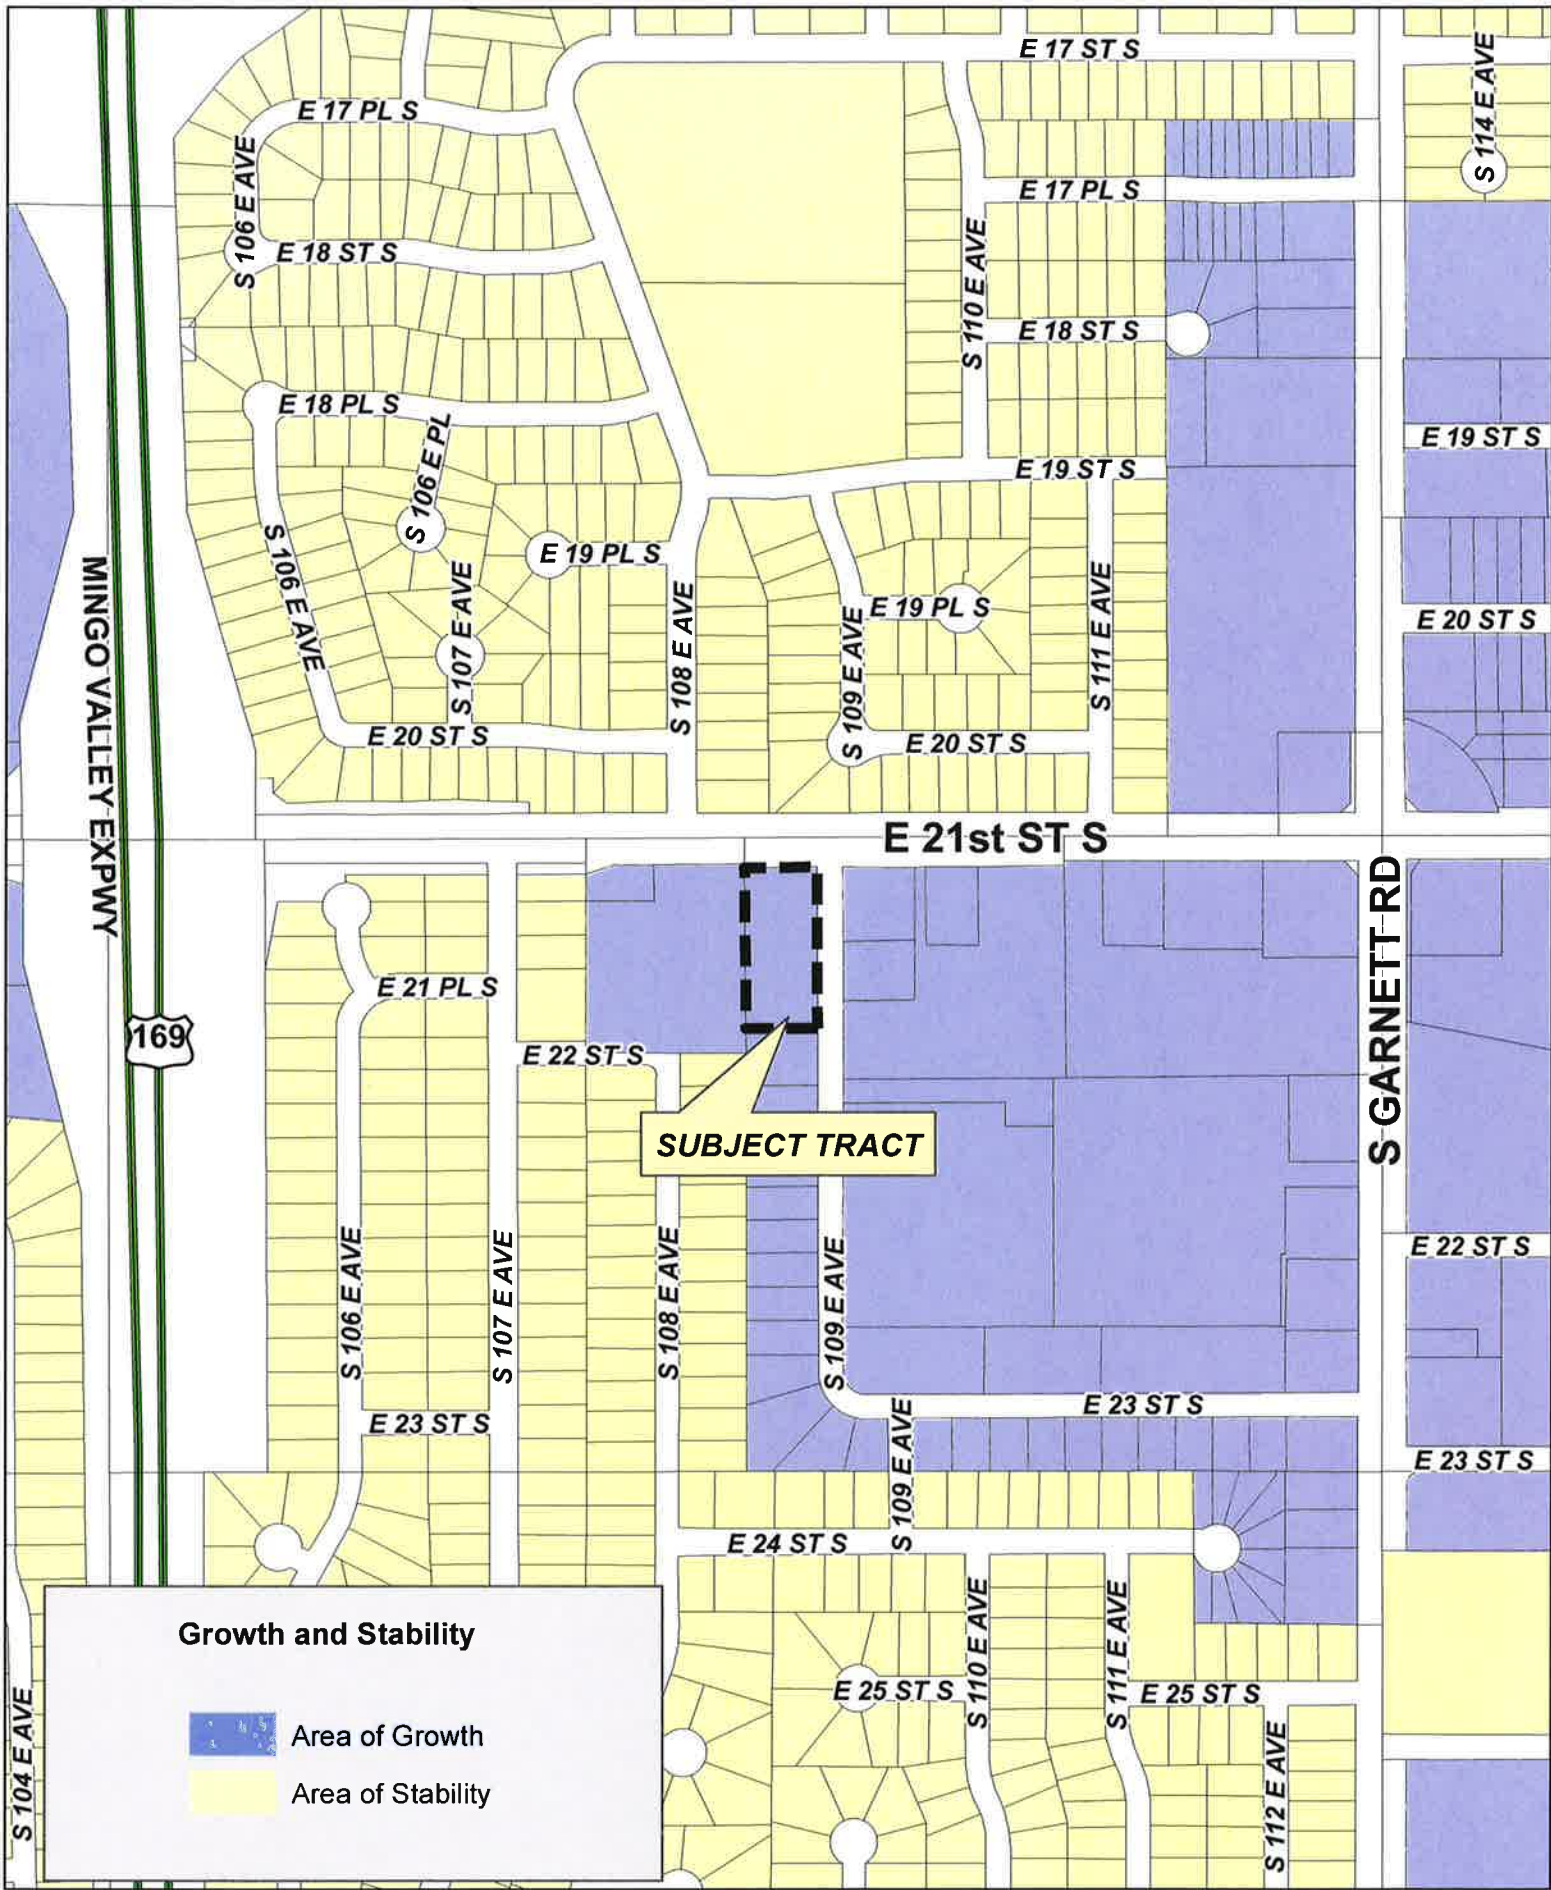 E 17 ST S
S 114 E AVE
E 17 PL S
S 106 E AVE
E 17 PL S
E 18 ST S
S 110 E AVE
E 18 ST S
E 18 PL S
S 106 E PL
E 19 ST S
E 19 ST S
S 106 E AVE
E 19 PL S
S 107 E AVE
S 108 E AVE
E 19 PL S
S 109 E AVE
S 111 E AVE
E 20 ST S
E 20 ST S
E 20 ST S
MINGO VALLEY EXPWY
E 21st ST S
S GARNETT RD
E 21 PL S
169
E 22 ST S
SUBJECT TRACT
S 106 E AVE
S 107 E AVE
S 108 E AVE
S 109 E AVE
E 22 ST S
E 23 ST S
E 23 ST S
S 109 E AVE
E 23 ST S
E 24 ST S
S 110 E AVE
S 111 E AVE
E 25 ST S
E 25 ST S
S 112 E AVE
S 104 E AVE
Growth and Stability
Area of Growth
Area of Stability